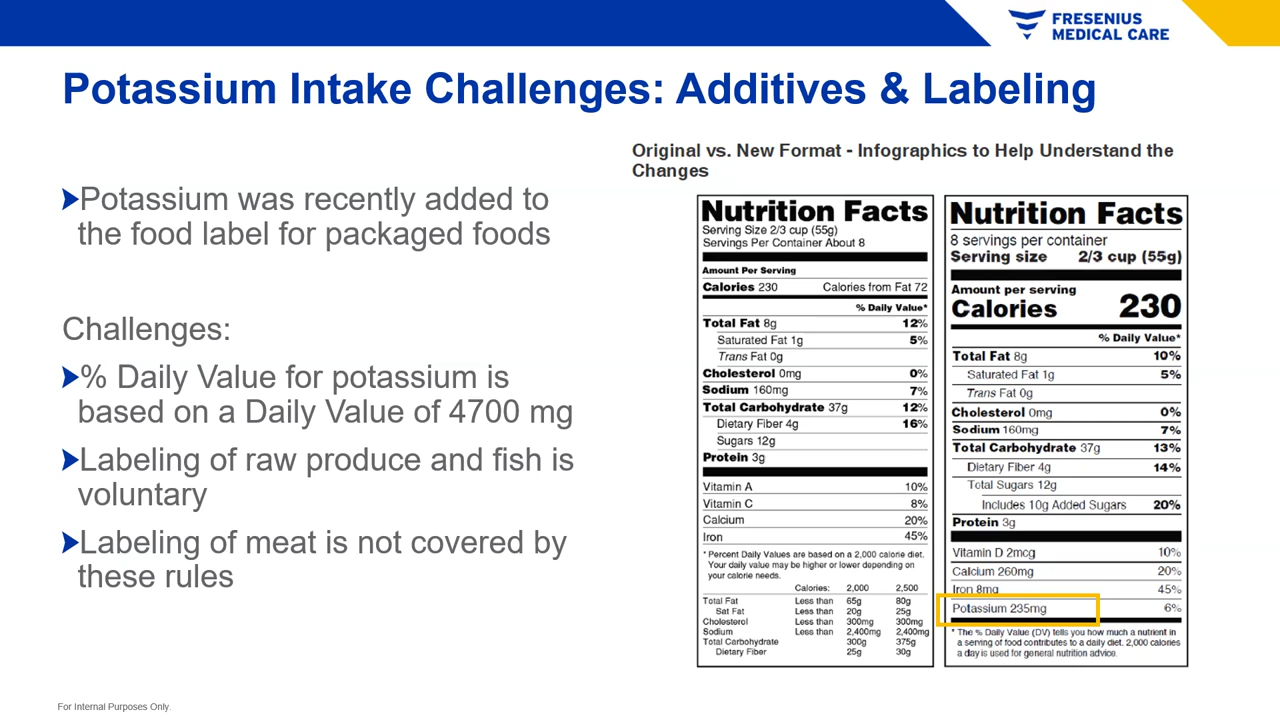 FRESENIUS
MEDICAL CARE
Potassium Intake Challenges: Additives & Labeling
Potassium was recently added to
the food label for packaged foods
Challenges:
% Daily Value for potassium is
based on a Daily Value of 4700 mg
Labeling of raw produce and fish is
voluntary
Labeling of meat is not covered by
these rules
Original vs. New Format - Infographics to Help Understand the
Changes
Nutrition Facts
Serving Size 2/3 cup (55g)
Servings Per Container About 8
Amount Per Serving
Calories 230 Calories from Fat 72
% Daily Value*
Total Fat 8g 12%
Saturated Fat 1g 5%
Trans Fat 0g
Cholesterol 0mg 0%
Sodium 160mg 7%
Total Carbohydrate 37g 12%
Dietary Fiber 4g 16%
Sugars 12g
Protein 3g
Vitamin A 10%
Vitamin C 8%
Calcium 20%
Iron 45%
* Percent Daily Values are based on a 2,000 calorie diet.
Your daily value may be higher or lower depending on
your calorie needs.
Calories: 2,000 2,500
Total Fat Less than 65g 80g
Sat Fat Less than 20g 25g
Cholesterol Less than 300mg 300mg
Sodium Less than 2,400mg 2,400mg
Total Carbohydrate 300g 375g
Dietary Fiber 25g 30g
Nutrition Facts
8 servings per container
Serving size 2/3 cup (55g)
Amount per serving
Calories 230
% Daily Value*
Total Fat 8g 10%
Saturated Fat 1g 5%
Trans Fat 0g
Cholesterol 0mg 0%
Sodium 160mg 7%
Total Carbohydrate 37g 13%
Dietary Fiber 4g 14%
Total Sugars 12g
Includes 10g Added Sugars 20%
Protein 3g
Vitamin D 2mcg 10%
Calcium 260mg 20%
Iron 8mg 45%
Potassium 235mg 6%
* The % Daily Value (DV) tells you how much a nutrient in
a serving of food contributes to a daily diet. 2,000 calories
a day is used for general nutrition advice.
For Internal Purposes Only.